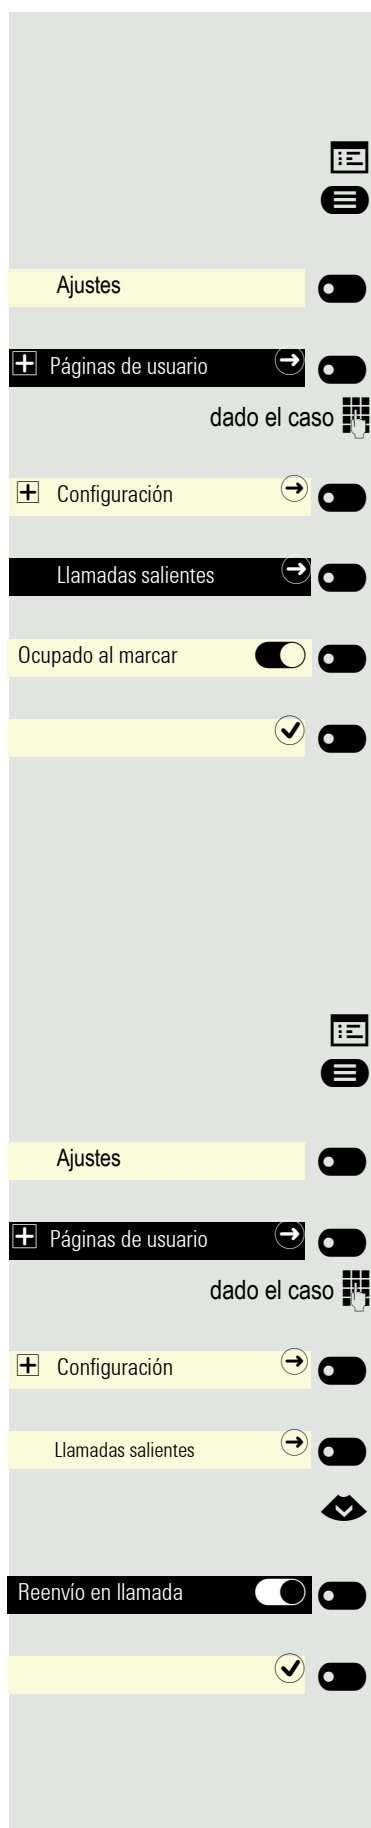 Ajustes
Páginas de usuario
dado el caso
Configuración
Llamadas salientes
Ocupado al marcar
Ajustes
Páginas de usuario
dado el caso
Configuración
Llamadas salientes
Reenvío en llamada